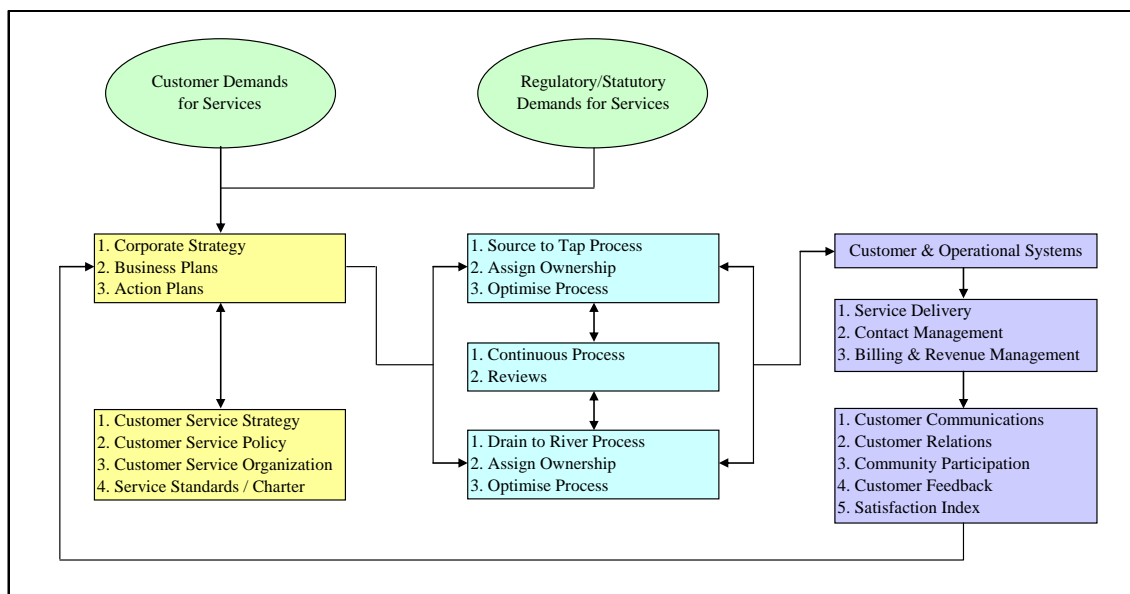 Customer Demands
for Services
Regulatory/Statutory
Demands for Services
1. Corporate Strategy
2. Business Plans
3. Action Plans
1. Source to Tap Process
2. Assign Ownership
3. Optimise Process
Customer & Operational Systems
1. Service Delivery
2. Contact Management
3. Billing & Revenue Management
1. Continuous Process
2. Reviews
1. Customer Service Strategy
2. Customer Service Policy
3. Customer Service Organization
4. Service Standards / Charter
1. Drain to River Process
2. Assign Ownership
3. Optimise Process
1. Customer Communications
2. Customer Relations
3. Community Participation
4. Customer Feedback
5. Satisfaction Index